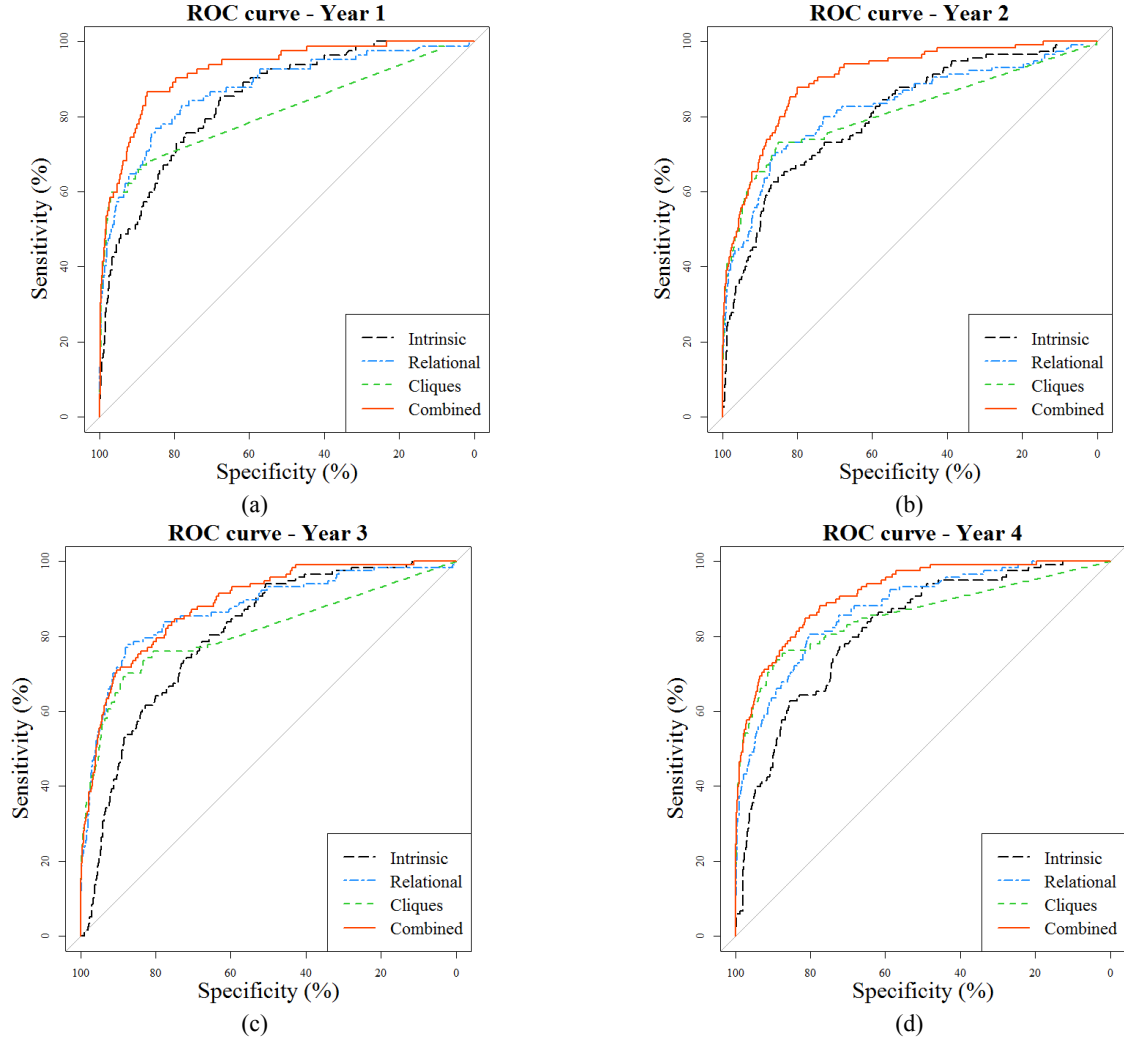 ROC curve - Year 1
100
80
60
40
20
0
Sensitivity (%)
Intrinsic
Relational
Cliques
Combined
100 80 60 40 20 0
Specificity (%)
(a)
ROC curve - Year 2
100
80
60
40
20
0
Sensitivity (%)
Intrinsic
Relational
Cliques
Combined
100 80 60 40 20 0
Specificity (%)
(b)
ROC curve - Year 3
100
80
60
40
20
0
Sensitivity (%)
Intrinsic
Relational
Cliques
Combined
100 80 60 40 20 0
Specificity (%)
(c)
ROC curve - Year 4
100
80
60
40
20
0
Sensitivity (%)
Intrinsic
Relational
Cliques
Combined
100 80 60 40 20 0
Specificity (%)
(d)